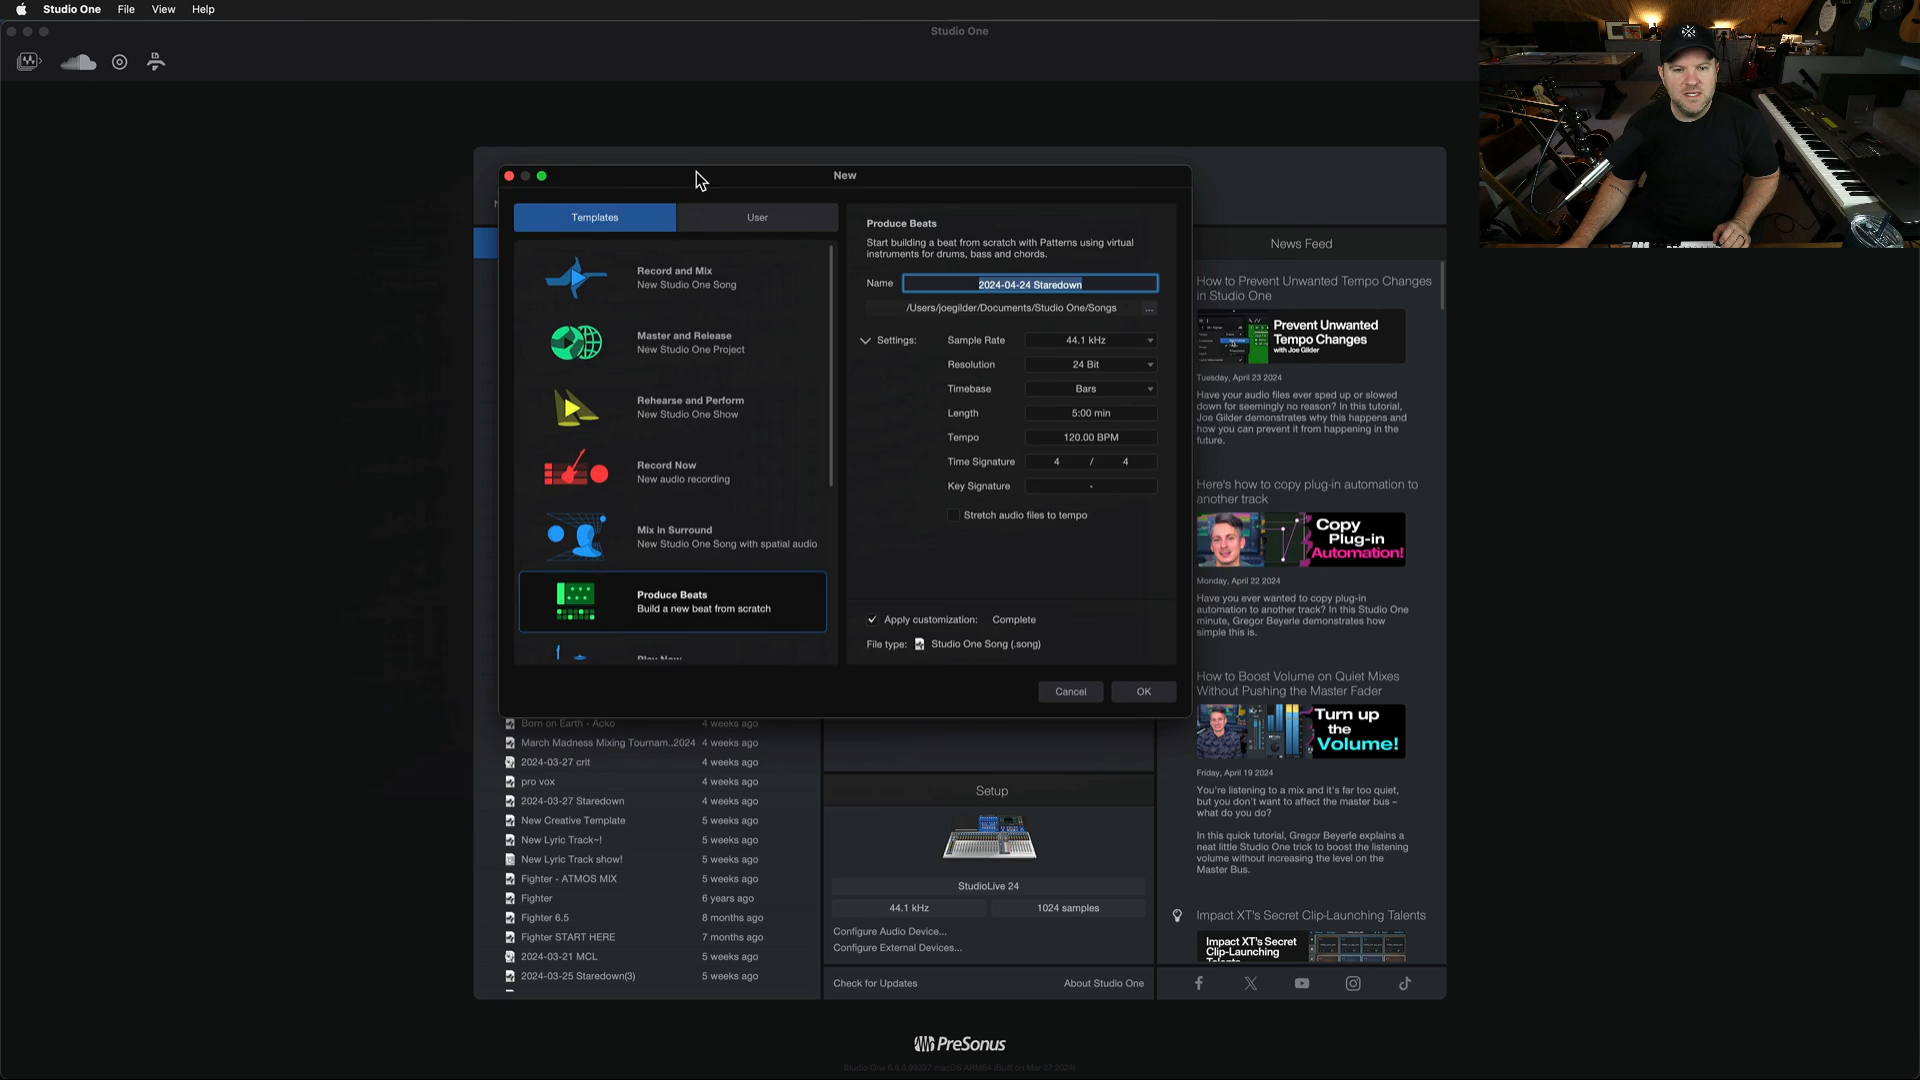 Studio One File View Help
Studio One
New
Templates User
Record and Mix
New Studio One Song
Master and Release
New Studio One Project
Rehearse and Perform
New Studio One Show
Record Now
New audio recording
Mix in Surround
New Studio One Song with spatial audio
Produce Beats
Build a new beat from scratch
Play Now
Produce Beats
Start building a beat from scratch with Patterns using virtual
instruments for drums, bass and chords.
Name 2024-04-24 Staredown
/Users/joegilder/Documents/Studio One/Songs ...
Settings: Sample Rate 44.1 kHz
Resolution 24 Bit
Timebase Bars
Length 5:00 min
Tempo 120.00 BPM
Time Signature 4 / 4
Key Signature -
Stretch audio files to tempo
Apply customization: Complete
File type: Studio One Song (.song)
Cancel OK
Born on Earth - Acko 4 weeks ago
March Madness Mixing Tournam..2024 4 weeks ago
2024-03-27 crit 4 weeks ago
pro vox 4 weeks ago
2024-03-27 Staredown 4 weeks ago
New Creative Template 5 weeks ago
New Lyric Track~! 5 weeks ago
New Lyric Track show! 5 weeks ago
Fighter - ATMOS MIX 5 weeks ago
Fighter 6 years ago
Fighter 6.5 8 months ago
Fighter START HERE 7 months ago
2024-03-21 MCL 5 weeks ago
2024-03-25 Staredown(3) 5 weeks ago
Setup
StudioLive 24
44.1 kHz 1024 samples
Configure Audio Device...
Configure External Devices...
Check for Updates About Studio One
News Feed
How to Prevent Unwanted Tempo Changes
in Studio One
Prevent Unwanted
Tempo Changes
with Joe Gilder
Tuesday, April 23 2024
Have your audio files ever sped up or slowed
down for seemingly no reason? In this tutorial,
Joe Gilder demonstrates why this happens and
how you can prevent it from happening in the
future.
Here's how to copy plug-in automation to
another track
Copy
Plug-in
Automation!
Monday, April 22 2024
Have you ever wanted to copy plug-in
automation to another track? In this Studio One
minute, Gregor Beyerle demonstrates how
simple this is.
How to Boost Volume on Quiet Mixes
Without Pushing the Master Fader
Turn up
the
Volume!
Friday, April 19 2024
You're listening to a mix and it's far too quiet,
but you don't want to affect the master bus –
what do you do?
In this quick tutorial, Gregor Beyerle explains a
neat little Studio One trick to boost the listening
volume without increasing the level on the
Master Bus.
Impact XT's Secret Clip-Launching Talents
Impact XT's Secret
Clip-Launching
Talents
PreSonus
Studio One 6.6.0.99237 macOS ARM64 (Built on Mar 27 2024)